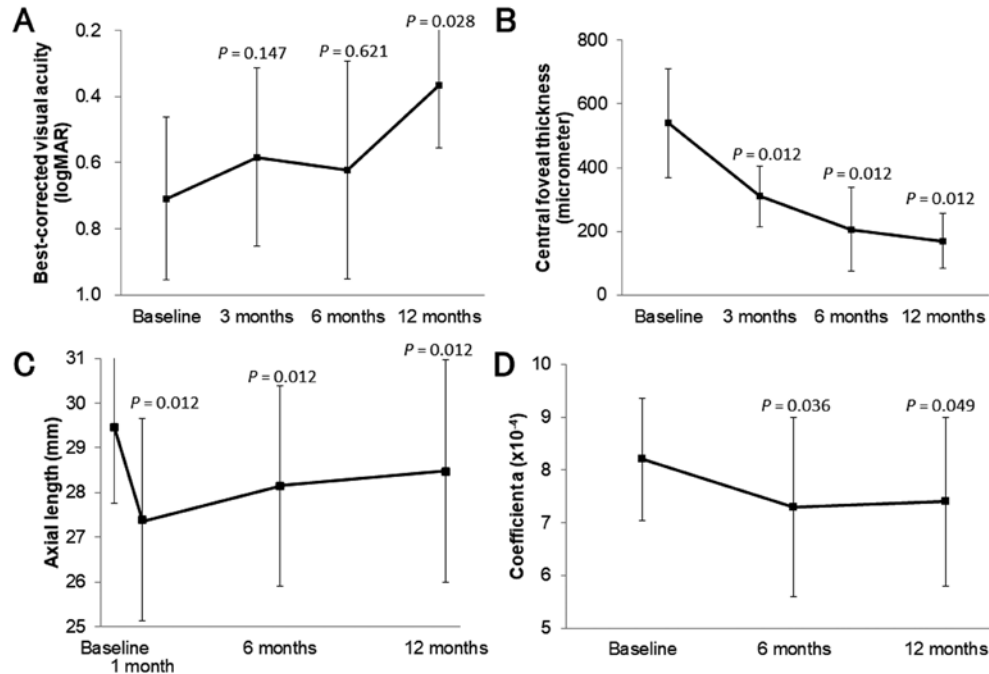 A
Best-corrected visual acuity
(logMAR)
0.2
0.4
0.6
0.8
1.0
P = 0.147
P = 0.621
P = 0.028
Baseline 3 months 6 months 12 months
B
Central foveal thickness
(micrometer)
800
600
400
200
0
P = 0.012
P = 0.012
P = 0.012
Baseline 3 months 6 months 12 months
C
Axial length (mm)
31
30
29
28
27
26
25
P = 0.012
P = 0.012
P = 0.012
Baseline 6 months 12 months
1 month
D
Coefficient a (x10⁻⁴)
10
9
8
7
6
5
P = 0.036
P = 0.049
Baseline 6 months 12 months